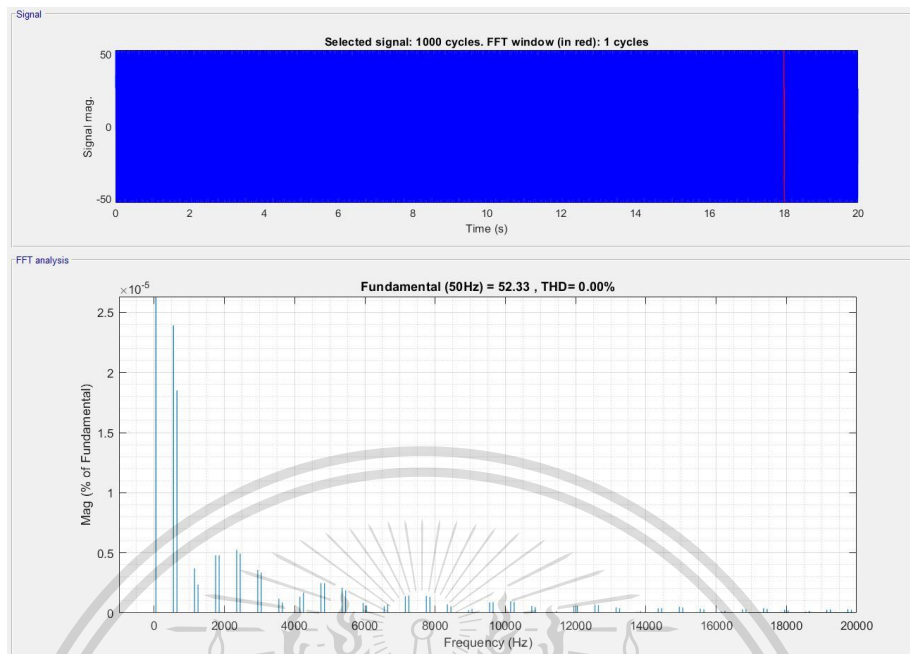 Signal
Selected signal: 1000 cycles. FFT window (in red): 1 cycles
50
0
-50
Signal mag.
0 2 4 6 8 10 12 14 16 18 20
Time (s)
FFT analysis
×10-5
Fundamental (50Hz) = 52.33 , THD= 0.00%
2.5
2
1.5
1
0.5
0
Mag (% of Fundamental)
0 2000 4000 6000 8000 10000 12000 14000 16000 18000 20000
Frequency (Hz)